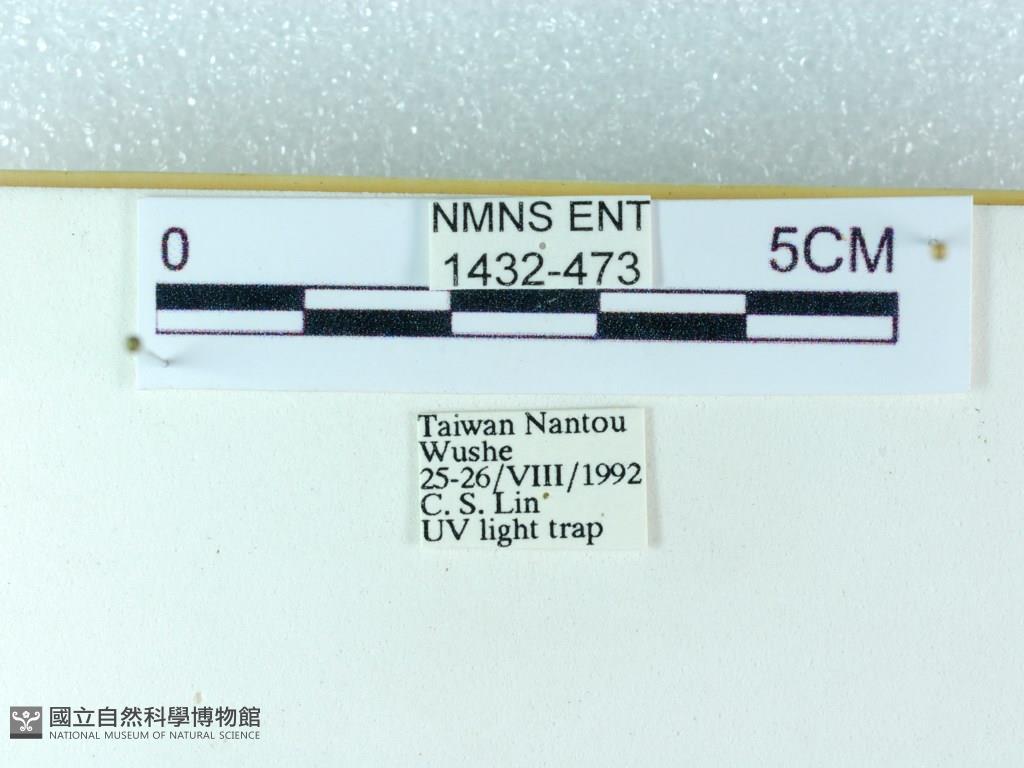 NMNS ENT
1432-473
0
5CM
Taiwan Nantou
Wushe
25-26/VIII/1992
C. S. Lin
UV light trap
國立自然科學博物館
NATIONAL MUSEUM OF NATURAL SCIENCE